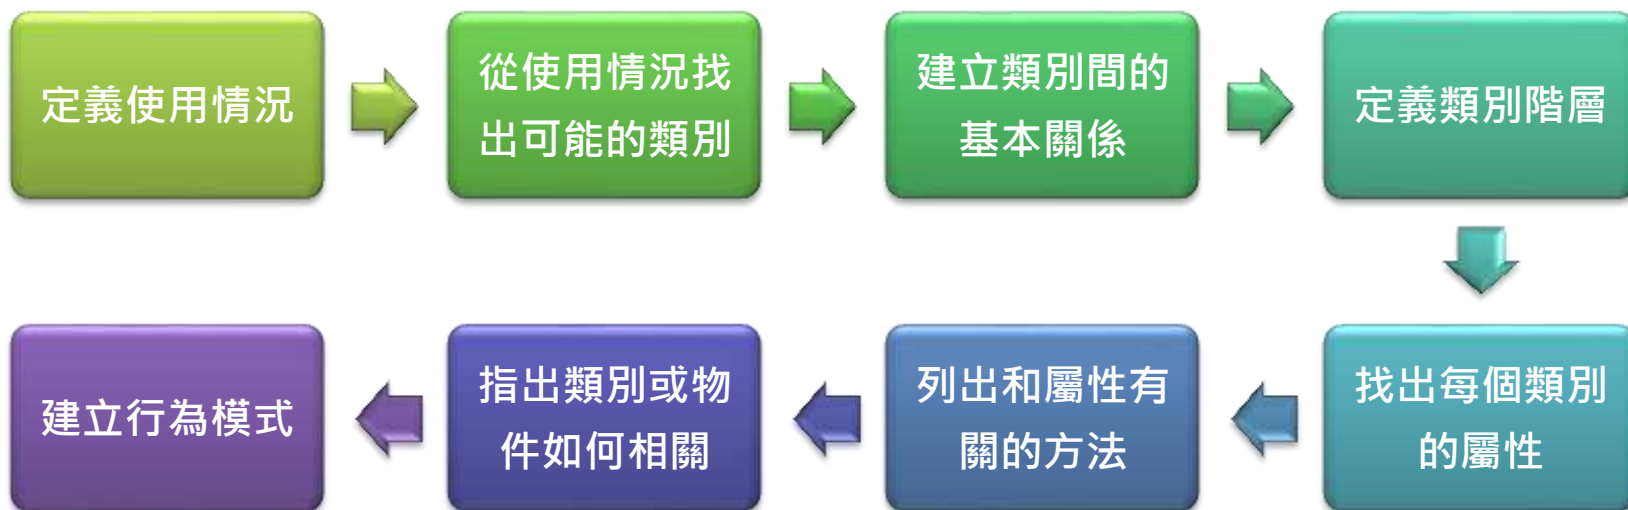 定義使用情況
從使用情況找
出可能的類別
建立類別間的
基本關係
定義類別階層
找出每個類別
的屬性
列出和屬性有
關的方法
指出類別或物
件如何相關
建立行為模式